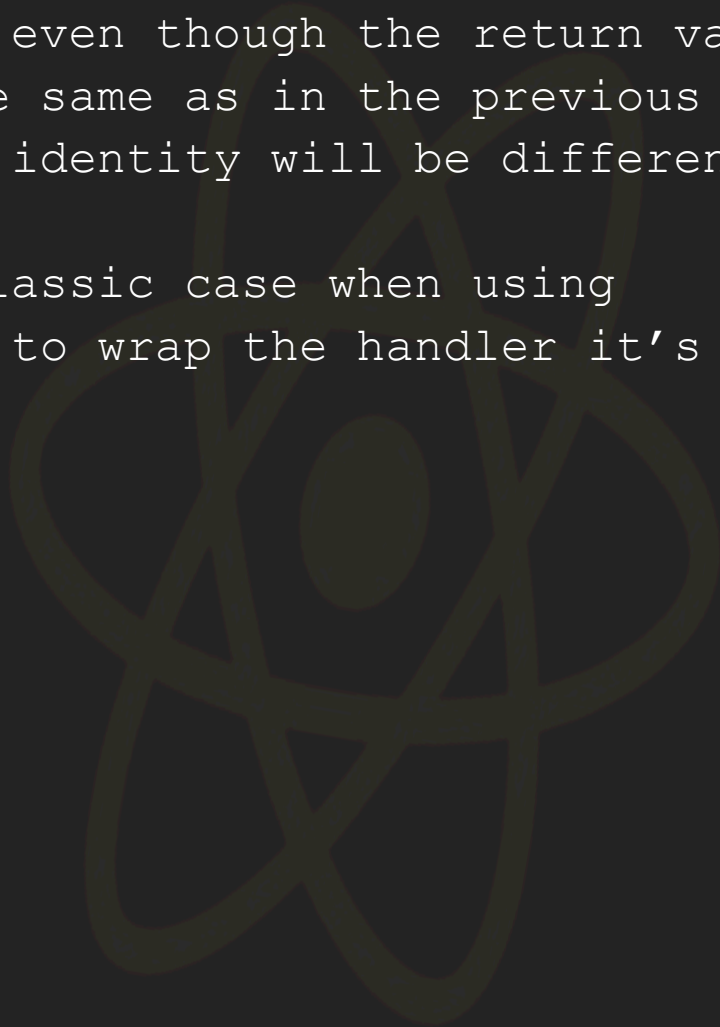 even though the return va
e same as in the previous
identity will be differen
lassic case when using
to wrap the handler it’s